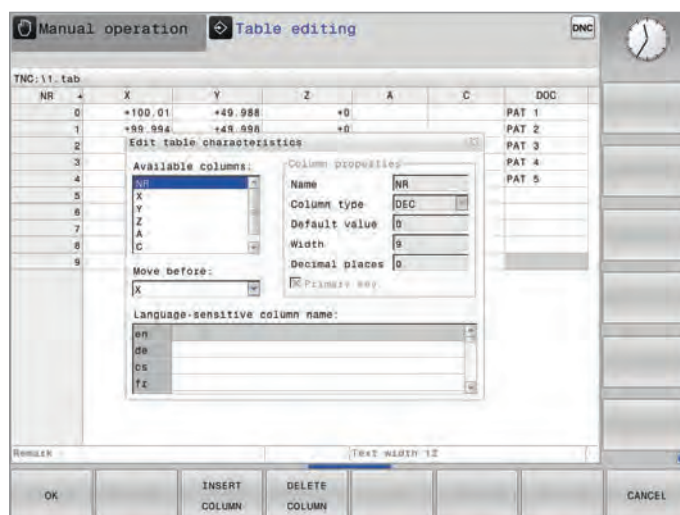 Manual operation Table editing DNC
TNC:\1.tab
NR X Y Z A C DOC
0 +100.01 +49.988 +0 PAT 1
1 +99.994 +49.998 +0 PAT 2
2 PAT 3
3 PAT 4
4 PAT 5
5
6
7
8
9
Edit table characteristics
Available columns:
NR
X
Y
Z
A
C
Move before:
X
Column properties
Name NR
Column type DEC
Default value 0
Width 9
Decimal places 0
Primary key
Language-sensitive column name:
en
de
cs
fr
Remark Text width 12
OK INSERT COLUMN DELETE COLUMN CANCEL